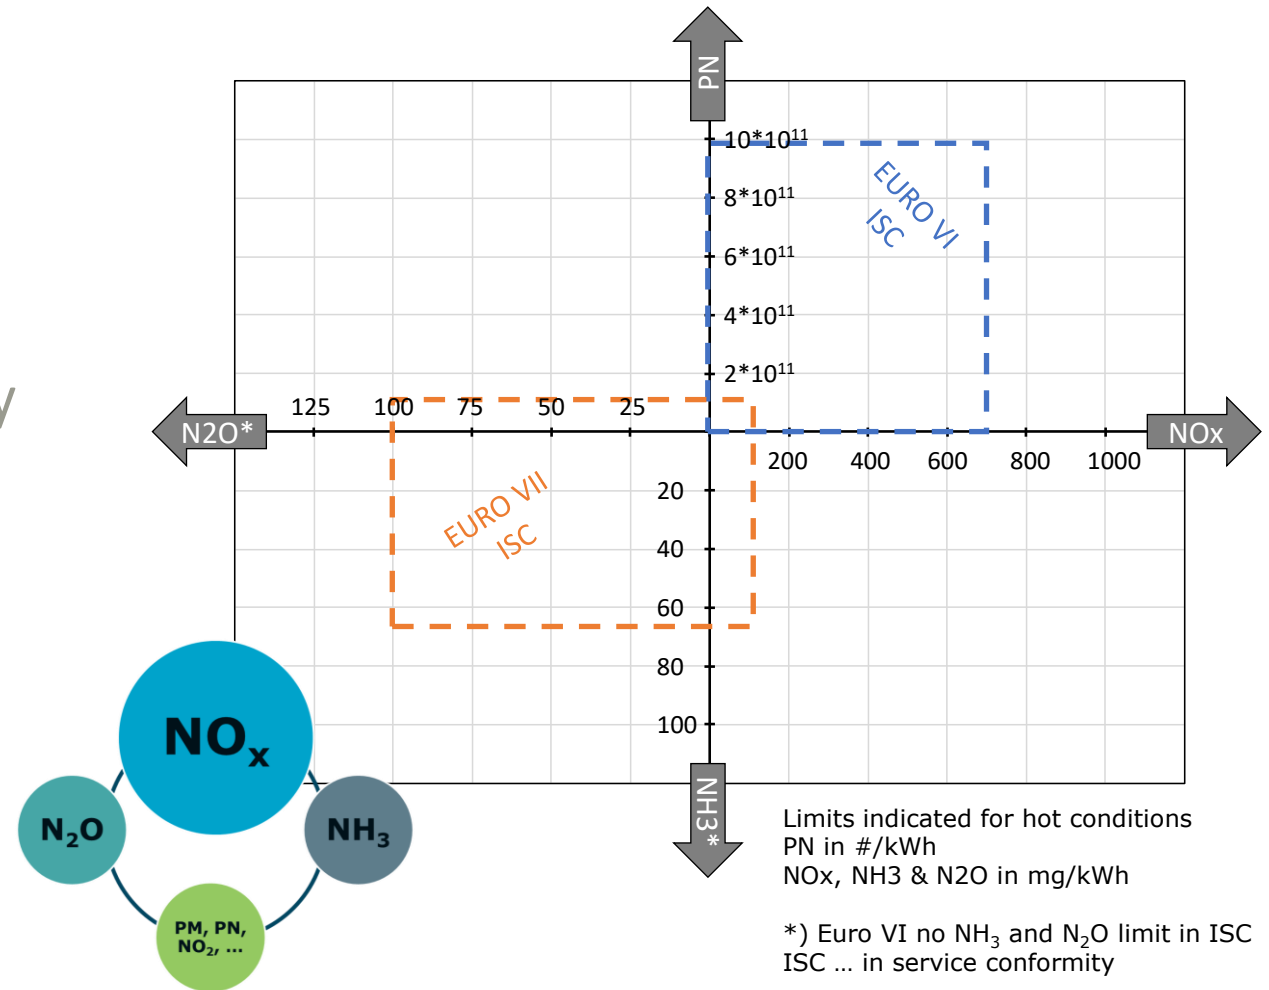 PN
10*10¹¹
8*10¹¹
6*10¹¹
4*10¹¹
2*10¹¹
EURO VI
ISC
125 100 75 50 25
N2O*
NOx
200 400 600 800 1000
20
40
60
80
100
EURO VII
ISC
NH3*
NOₓ
N₂O
NH₃
PM, PN,
NO₂, ...
Limits indicated for hot conditions
PN in #/kWh
NOx, NH3 & N2O in mg/kWh
*) Euro VI no NH₃ and N₂O limit in ISC
ISC ... in service conformity